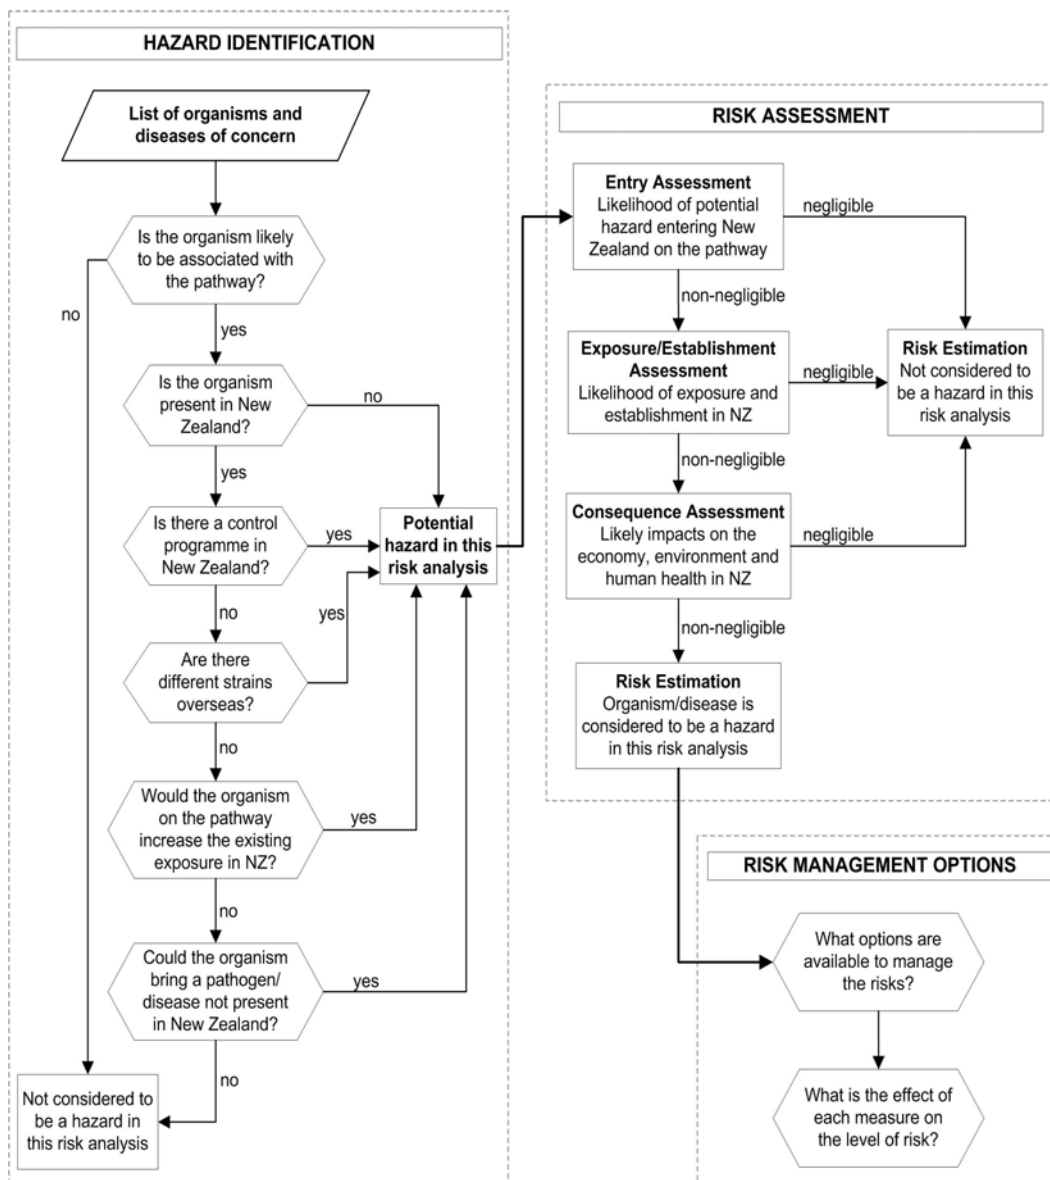 HAZARD IDENTIFICATION
List of organisms and
diseases of concern
Is the organism likely
to be associated with
the pathway?
no
yes
Is the organism
present in New
Zealand?
no
yes
Is there a control
programme in
New Zealand?
yes
Potential
hazard in this
risk analysis
no
yes
Are there
different strains
overseas?
no
Would the organism
on the pathway
increase the existing
exposure in NZ?
yes
no
Could the organism
bring a pathogen/
disease not present
in New Zealand?
yes
no
Not considered to
be a hazard in
this risk analysis
RISK ASSESSMENT
Entry Assessment
Likelihood of potential
hazard entering New
Zealand on the pathway
negligible
non-negligible
Exposure/Establishment
Assessment
Likelihood of exposure and
establishment in NZ
negligible
Risk Estimation
Not considered to
be a hazard in this
risk analysis
non-negligible
Consequence Assessment
Likely impacts on the
economy, environment and
human health in NZ
negligible
non-negligible
Risk Estimation
Organism/disease is
considered to be a hazard
in this risk analysis
RISK MANAGEMENT OPTIONS
What options are
available to manage
the risks?
What is the effect of
each measure on
the level of risk?